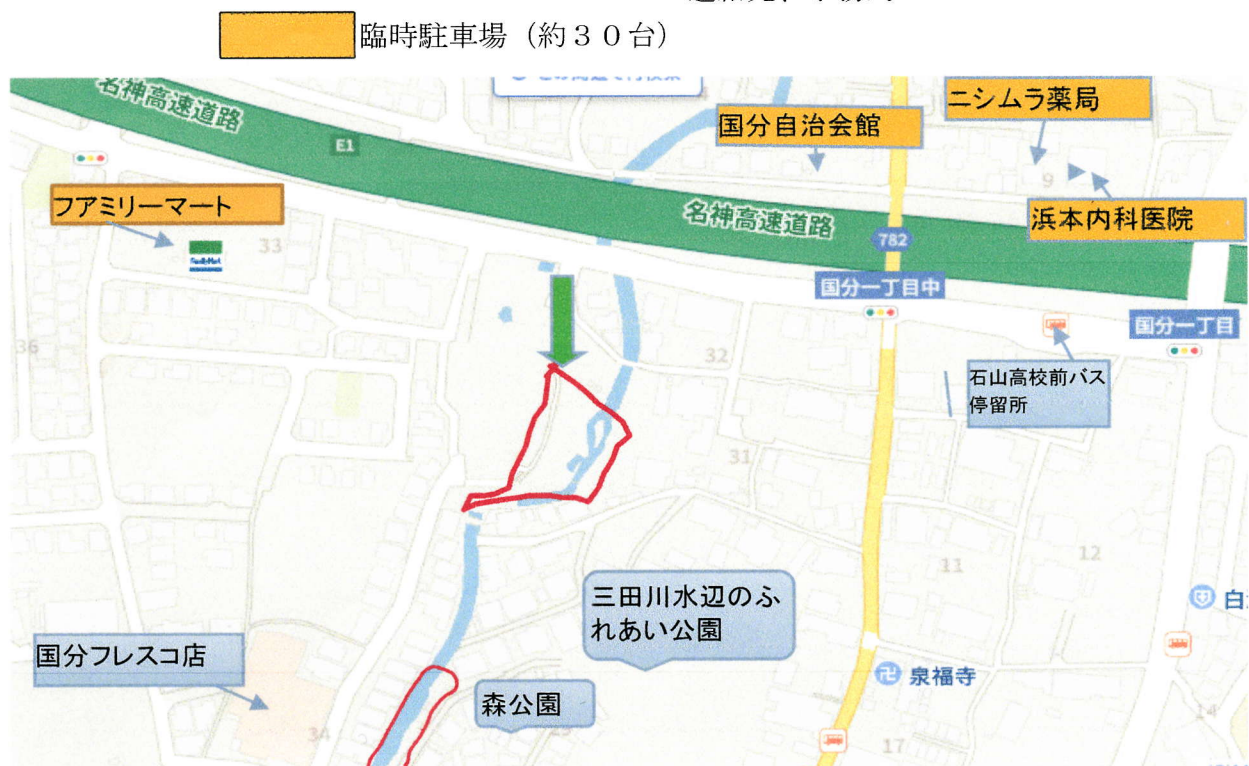 臨時駐車場（約３０台）
名神高速道路
E1
国分自治会館
ニシムラ薬局
9
フアミリーマート
FamilyMart
33
名神高速道路
782
浜本内科医院
国分一丁目中
国分一丁目
36
32
石山高校前バス
停留所
31
11
12
三田川水辺のふ
れあい公園
国分フレスコ店
森公園
泉福寺
34
17
14